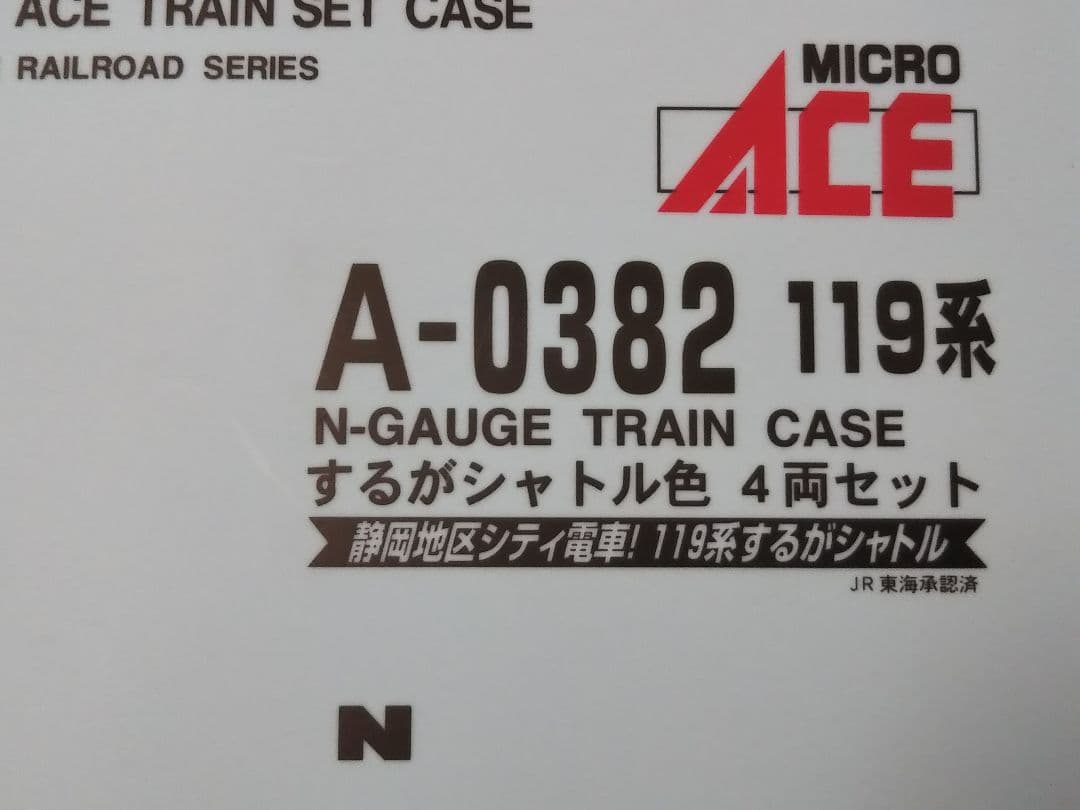 ACE TRAIN SET CASE
RAILROAD SERIES
MICRO
ACE
A-0382 119系
N-GAUGE TRAIN CASE
するがシャトル色 4両セット
静岡地区シティ電車! 119系するがシャトル
JR東海承認済
N